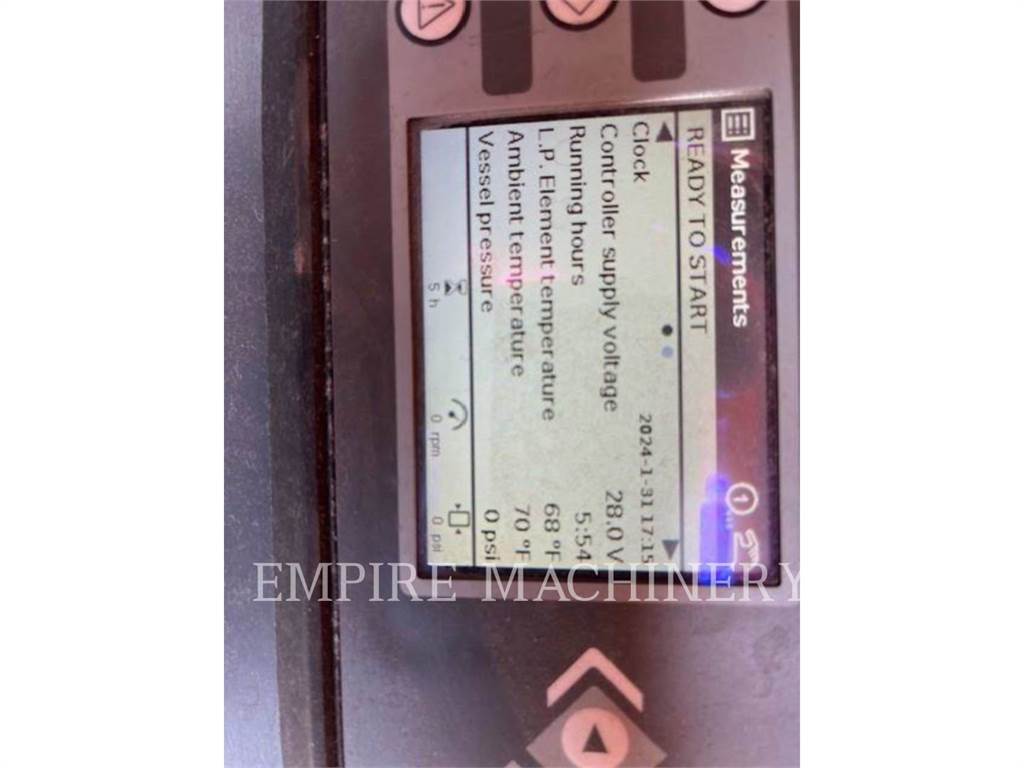 Measurements 1
READY TO START
Clock 2024-1-31 17:15
Controller supply voltage 28.0 V
Running hours 5:54
L.P. Element temperature 68 °F
Ambient temperature 70 °F
Vessel pressure 0 psi
5 h 0 rpm 0 psi
EMPIRE MACHINERY